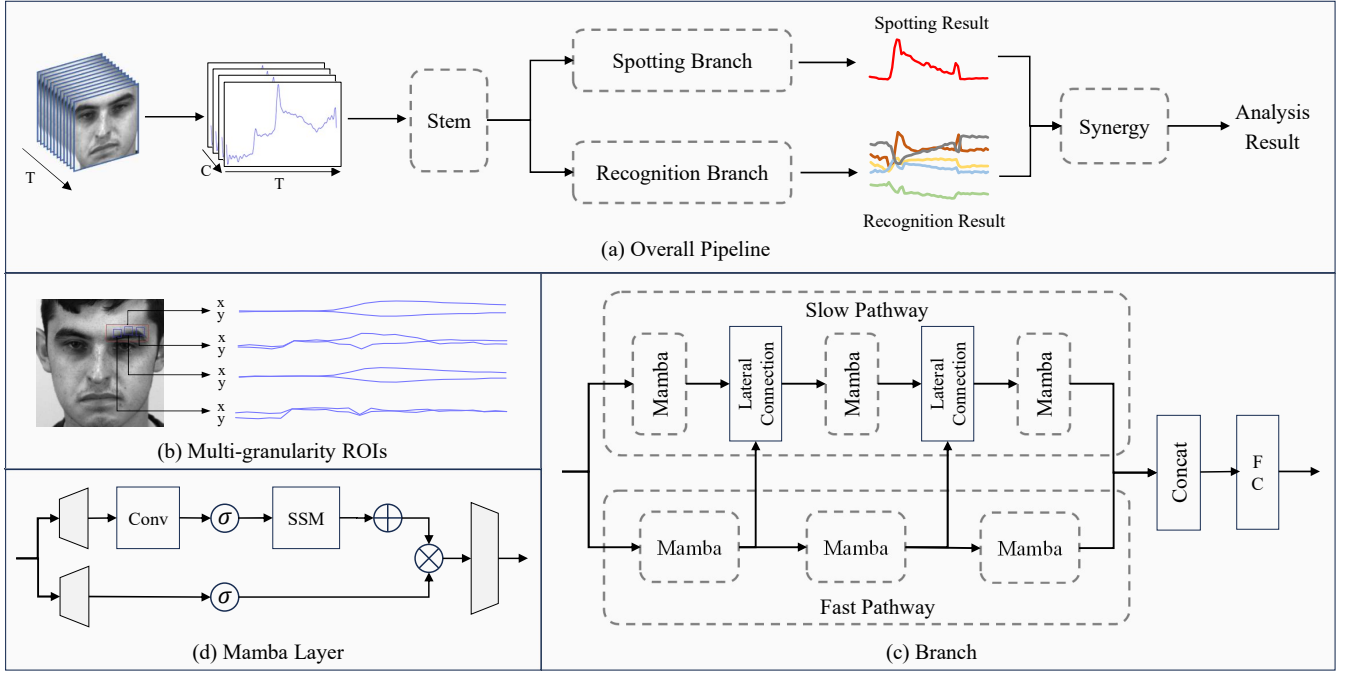 Spotting Result
Spotting Branch
T
C
T
Stem
Recognition Branch
Recognition Result
Synergy
Analysis
Result
(a) Overall Pipeline
x
y
x
y
x
y
x
y
(b) Multi-granularity ROIs
Conv
σ
SSM
σ
(d) Mamba Layer
Slow Pathway
Mamba
Lateral
Connection
Mamba
Lateral
Connection
Mamba
Mamba
Mamba
Mamba
Fast Pathway
Concat
F
C
(c) Branch